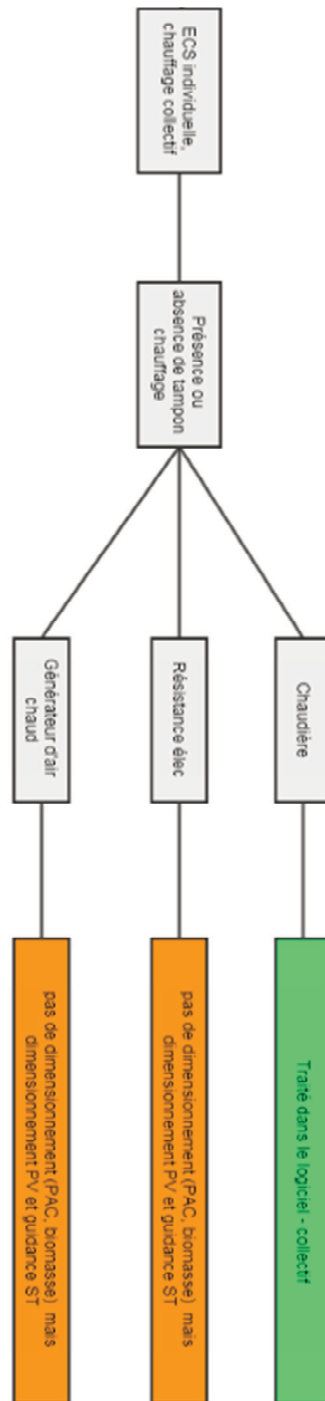 ECS individuelle,
chauffage collectif
Présence ou
absence de tampon
chauffage
Chaudière
Traité dans le logiciel - collectif
Résistance élec
pas de dimensionnement (PAC, biomasse) mais
dimensionnement PV et guidance ST
Générateur d'air
chaud
pas de dimensionnement (PAC, biomasse) mais
dimensionnement PV et guidance ST